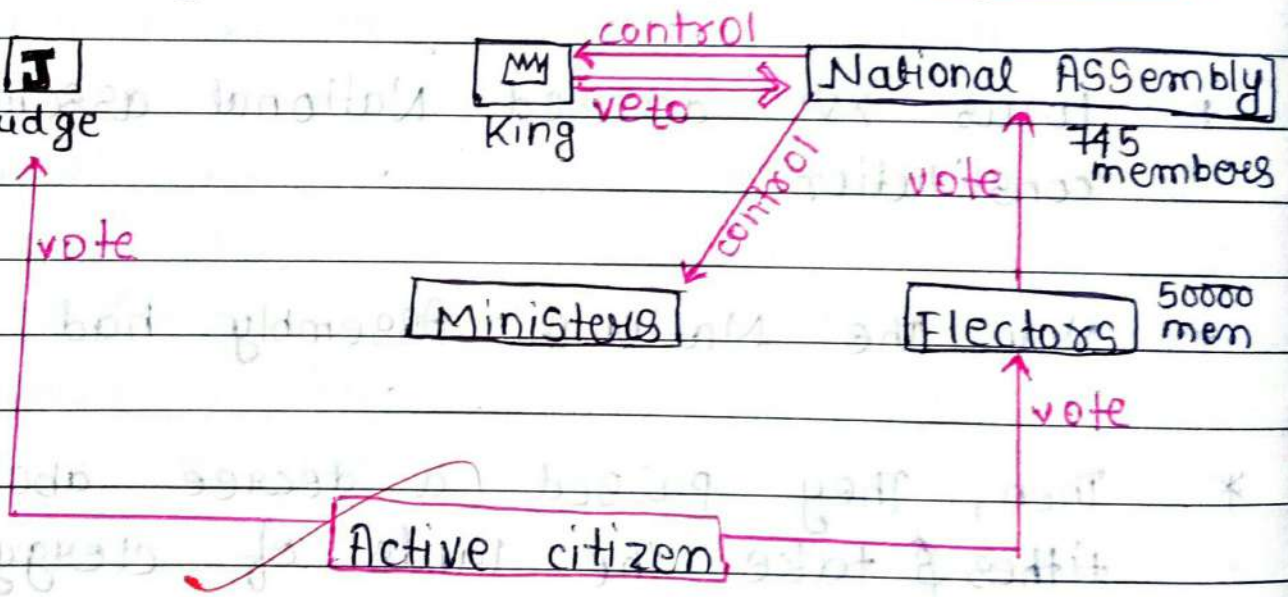 control
J
National ASSembly
veto
udge
King
745
members
control
vote
vote
Ministers
Electors
50000
men
vote
Active citizen